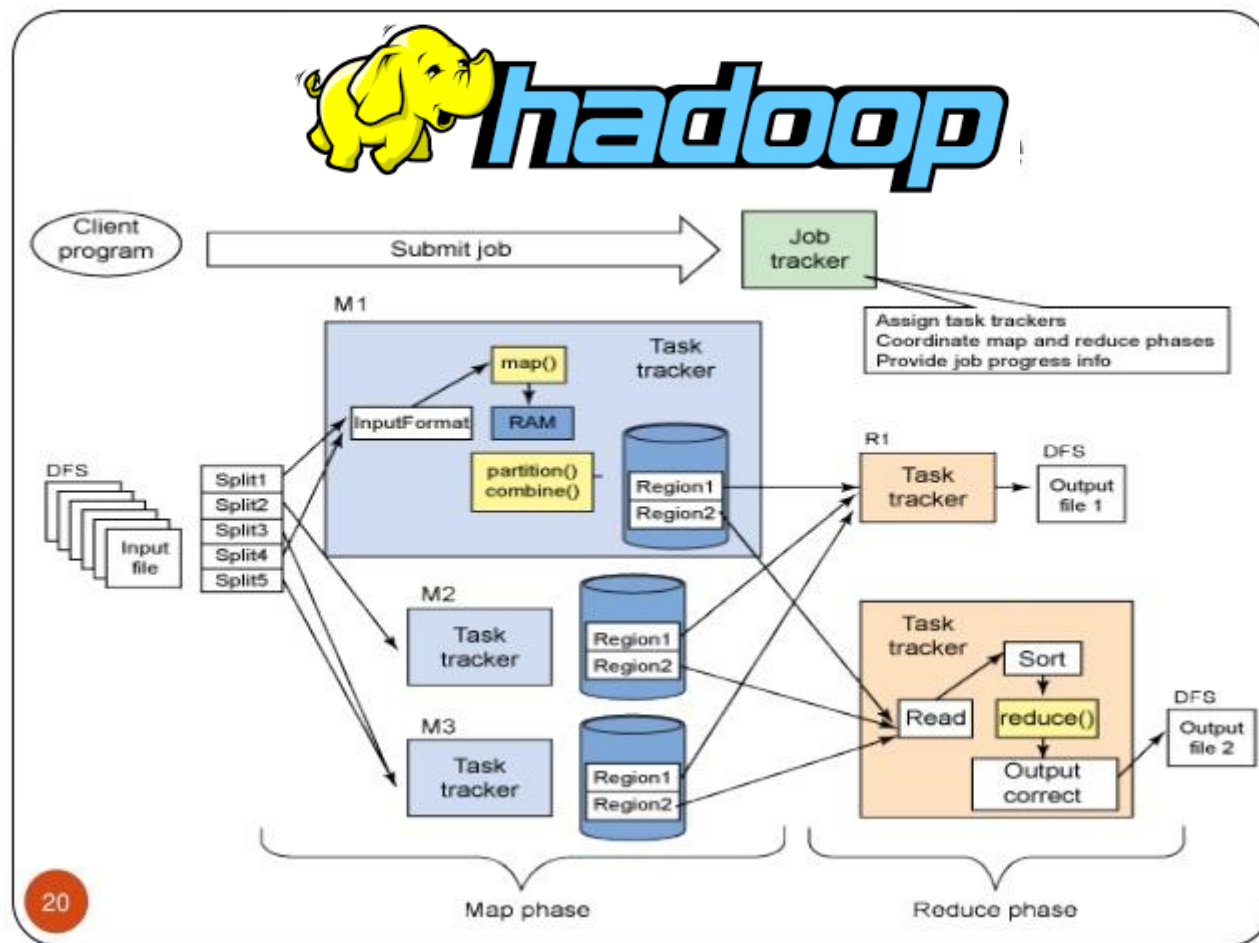 hadoop
Client
program
Submit job
Job
tracker
Assign task trackers
Coordinate map and reduce phases
Provide job progress info
M1
Task
tracker
map()
InputFormat
RAM
partition()
combine()
Region1
Region2
DFS
Input
file
Split1
Split2
Split3
Split4
Split5
R1
Task
tracker
DFS
Output
file 1
M2
Task
tracker
Region1
Region2
M3
Task
tracker
Region1
Region2
Task
tracker
Sort
Read
reduce()
Output
correct
DFS
Output
file 2
Map phase
Reduce phase
20